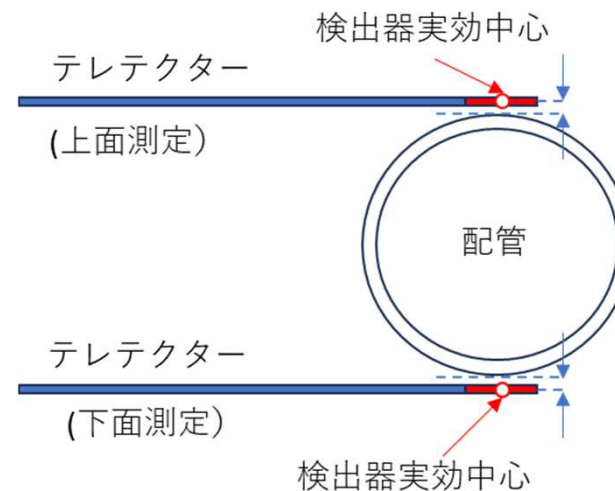 検出器実効中心
テレテクター
(上面測定）
配管
テレテクター
(下面測定）
検出器実効中心